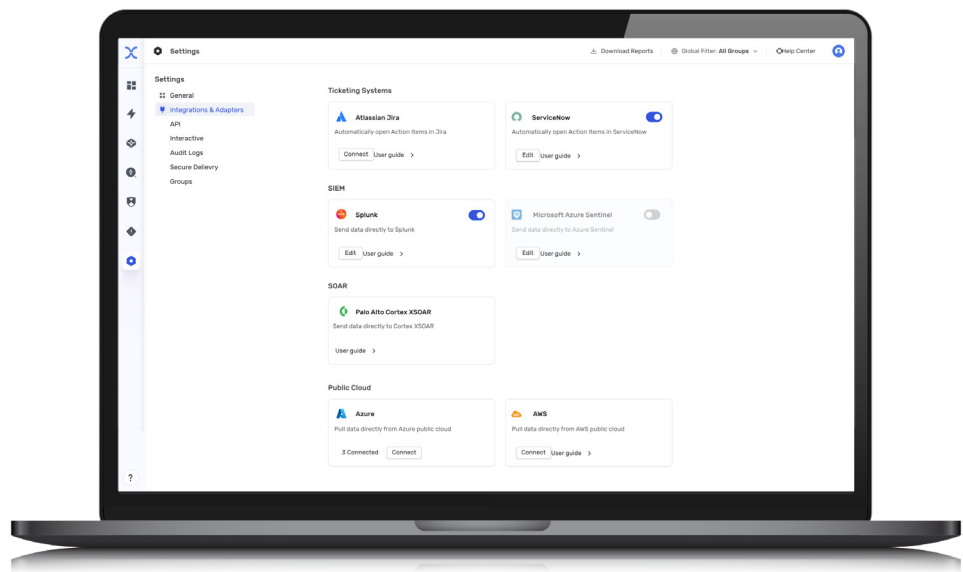 Settings
Download Reports
Global Filter: All Groups
Help Center
Settings
General
Integrations & Adapters
API
Interactive
Audit Logs
Secure Delievry
Groups
Ticketing Systems
Atlassian Jira
Automatically open Action Items in Jira
Connect User guide >
ServiceNow
Automatically open Action Items in ServiceNow
Edit User guide >
SIEM
Splunk
Send data directly to Splunk
Edit User guide >
Microsoft Azure Sentinel
Send data directly to Azure Sentinel
Edit User guide >
SOAR
Palo Alto Cortex XSOAR
Send data directly to Cortex XSOAR
User guide >
Public Cloud
Azure
Pull data directly from Azure public cloud
3 Connected Connect
AWS
Pull data directly from AWS public cloud
Connect User guide >
?